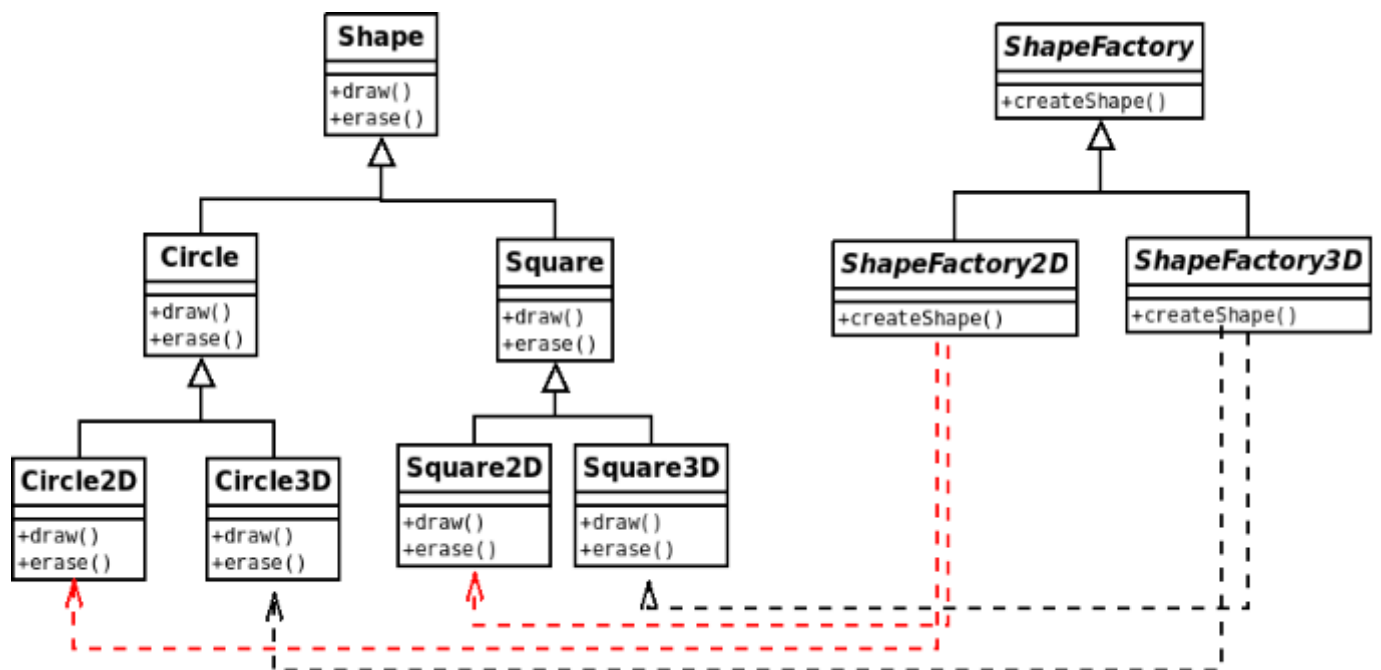 Shape
+draw()
+erase()
ShapeFactory
+createShape()
Circle
+draw()
+erase()
Square
+draw()
+erase()
ShapeFactory2D
+createShape()
ShapeFactory3D
+createShape()
Circle2D
+draw()
+erase()
Circle3D
+draw()
+erase()
Square2D
+draw()
+erase()
Square3D
+draw()
+erase()